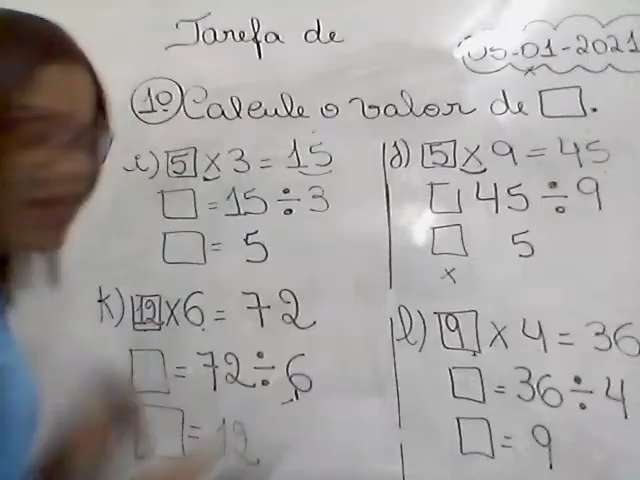 Tarefa de
05-01-2021
1º Calcule o valor de □.
i) 5 × 3 = 15
□ = 15 ÷ 3
□ = 5
j) 5 × 9 = 45
□ 45 ÷ 9
□ 5
×
k) 12 × 6 = 72
□ = 72 ÷ 6
□ = 12
l) 9 × 4 = 36
□ = 36 ÷ 4
□ = 9